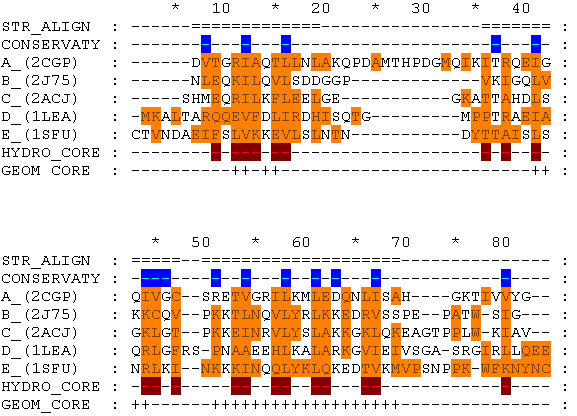 * 10 * 20 * 30 * 40
STR_ALIGN : ------=============----------------======= :
CONSERVATY : ------------------------------------------ :
A_(2CGP) : ------DVTGRIAQTLLNLAKQPDAMTHPDGMQIKITRQEIG :
B_(2J75) : ------NLEQKILQVLSDDGGP-------------VKIGQLV :
C_(2ACJ) : -----SHMEQRILKFLEELGE-----------GKATTAHDLS :
D_(1LEA) : -MKALTARQQEVFDLIRDHISQTG---------MPPTRAEIA :
E_(1SFU) : CTVNDAEIFSLVKKEVLSLNTN-----------DYTTAISLS :
HYDRO_CORE : ------------------------------------------ :
GEOM_CORE : ----------++-++-------------------------++ :
* 50 * 60 * 70 * 80
STR_ALIGN : ===========================--------------- :
CONSERVATY : ------------------------------------------ :
A_(2CGP) : QIVGC--SRETVGRILKMLEDQNLISAH----GKTIVVYG-- :
B_(2J75) : KKCQV--PKKTLNQVLYRLKKEDRVSSPE---PATW-SIG-- :
C_(2ACJ) : GKLGT--PKKEINRVLYSLAKKGKLQKEAGTPPLW-KIAV-- :
D_(1LEA) : QRLGFRS-PNAAEEHLKALARKGVIEIVSGA-SRGIRLLQEE :
E_(1SFU) : NRLKI--NKKKINQQLYKLQKEDTVKMVPSNPPK-WFKNYNC :
HYDRO_CORE : ------------------------------------------ :
GEOM_CORE : ++---++++++++++++++++++++++--------------- :